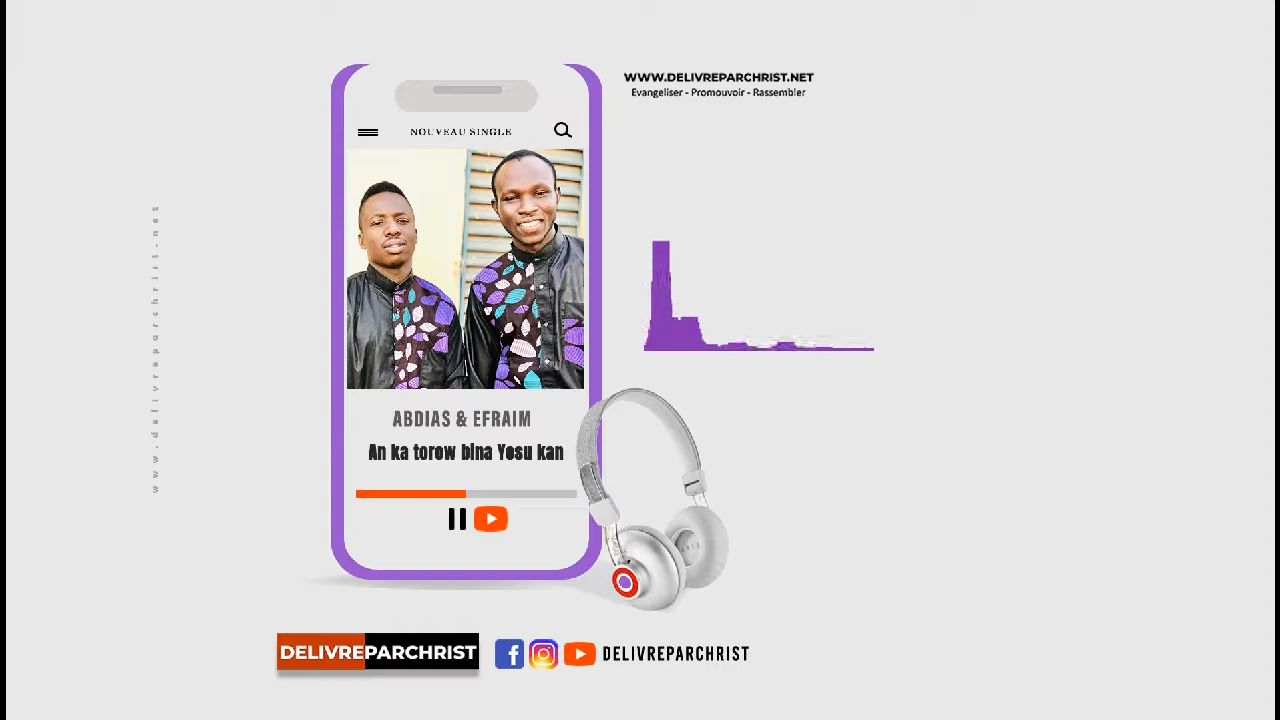 WWW.DELIVREPARCHRIST.NET
Evangeliser - Promouvoir - Rassembler
NOUVEAU SINGLE
www.delivreparchrist.net
ABDIAS & EFRAIM
An ka torow bina Yesu kan
DELIVREPARCHRIST
DELIVREPARCHRIST